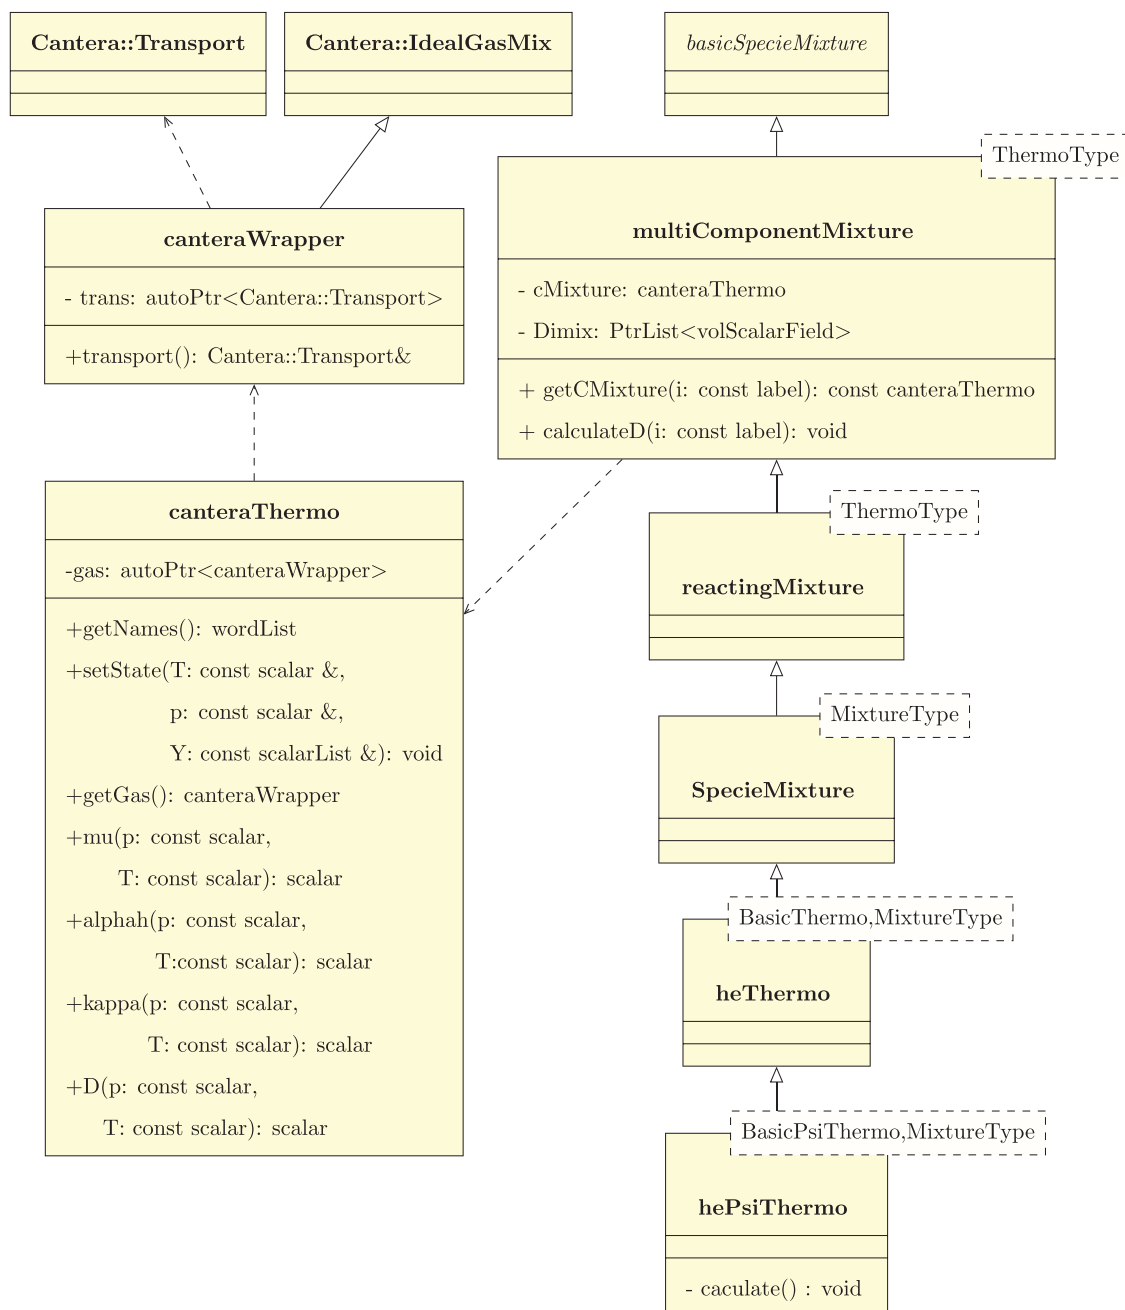 Cantera::Transport
Cantera::IdealGasMix
basicSpecieMixture
ThermoType
canteraWrapper
- trans: autoPtr<Cantera::Transport>
+transport(): Cantera::Transport&
multiComponentMixture
- cMixture: canteraThermo
- Dimix: PtrList<volScalarField>
+ getCMixture(i: const label): const canteraThermo
+ calculateD(i: const label): void
canteraThermo
-gas: autoPtr<canteraWrapper>
+getNames(): wordList
+setState(T: const scalar &,
p: const scalar &,
Y: const scalarList &): void
+getGas(): canteraWrapper
+mu(p: const scalar,
T: const scalar): scalar
+alphah(p: const scalar,
T:const scalar): scalar
+kappa(p: const scalar,
T: const scalar): scalar
+D(p: const scalar,
T: const scalar): scalar
ThermoType
reactingMixture
MixtureType
SpecieMixture
BasicThermo,MixtureType
heThermo
BasicPsiThermo,MixtureType
hePsiThermo
- caculate() : void